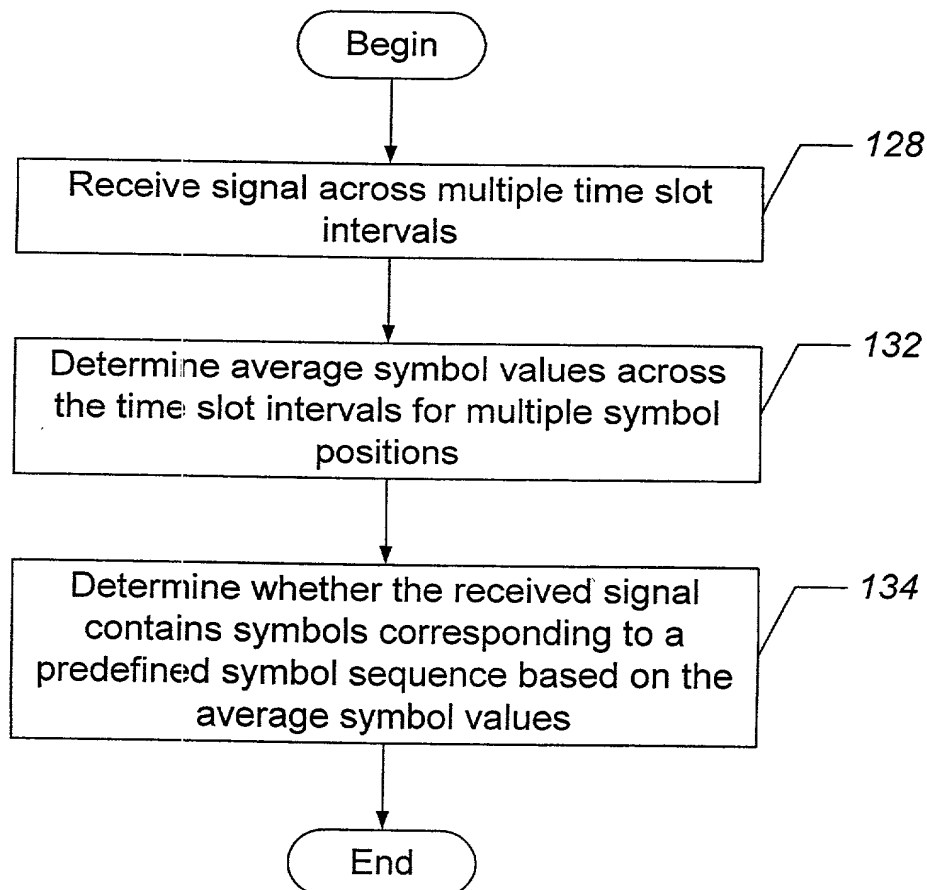 Begin
128
Receive signal across multiple time slot
intervals
132
Determine average symbol values across
the time slot intervals for multiple symbol
positions
134
Determine whether the received signal
contains symbols corresponding to a
predefined symbol sequence based on the
average symbol values
End